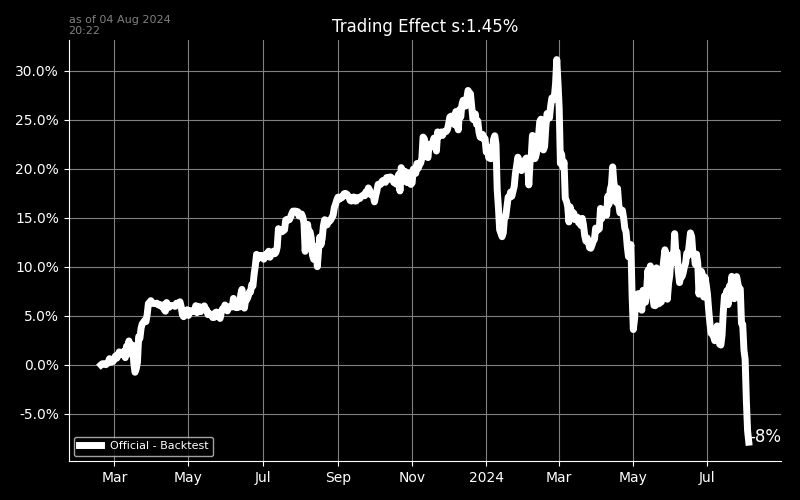 as of 04 Aug 2024
20:22
Trading Effect s:1.45%
30.0%
25.0%
20.0%
15.0%
10.0%
5.0%
0.0%
-5.0%
-8%
Official - Backtest
Mar May Jul Sep Nov 2024 Mar May Jul